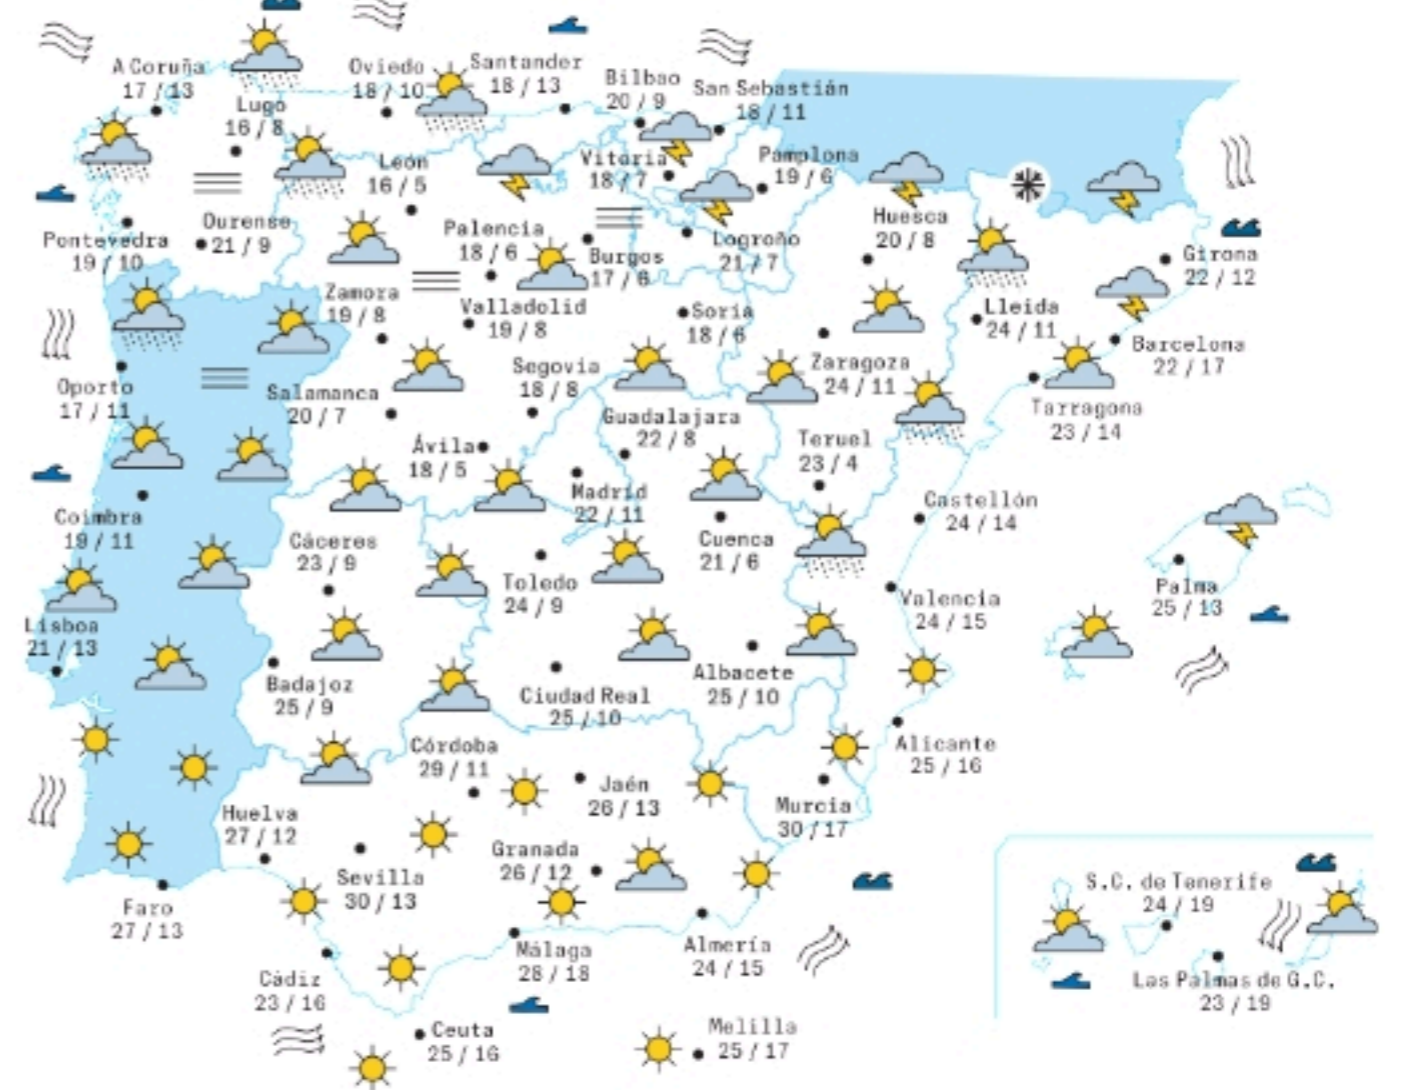 A Coruña
17 / 13
Lugo
16 / 8
Oviedo
18 / 10
Santander
18 / 13
Bilbao
20 / 9
San Sebastián
18 / 11
León
16 / 5
Vitoria
18 / 7
Pamplona
19 / 6
Pontevedra
19 / 10
Ourense
21 / 9
Palencia
18 / 6
Burgos
17 / 6
Logroño
21 / 7
Huesca
20 / 8
Girona
22 / 12
Zamora
19 / 8
Valladolid
19 / 8
Soria
18 / 6
Lleida
24 / 11
Barcelona
22 / 17
Oporto
17 / 11
Salamanca
20 / 7
Segovia
18 / 8
Zaragoza
24 / 11
Tarragona
23 / 14
Ávila
18 / 5
Guadalajara
22 / 8
Teruel
23 / 4
Madrid
22 / 11
Castellón
24 / 14
Coimbra
19 / 11
Cáceres
23 / 9
Toledo
24 / 9
Cuenca
21 / 6
Valencia
24 / 15
Palma
25 / 13
Lisboa
21 / 13
Badajoz
25 / 9
Ciudad Real
25 / 10
Albacete
25 / 10
Alicante
25 / 16
Córdoba
29 / 11
Jaén
26 / 13
Murcia
30 / 17
Huelva
27 / 12
Sevilla
30 / 13
Granada
26 / 12
Faro
27 / 13
Málaga
28 / 18
Almería
24 / 15
Cádiz
23 / 16
Ceuta
25 / 16
Melilla
25 / 17
S.C. de Tenerife
24 / 19
Las Palmas de G.C.
23 / 19